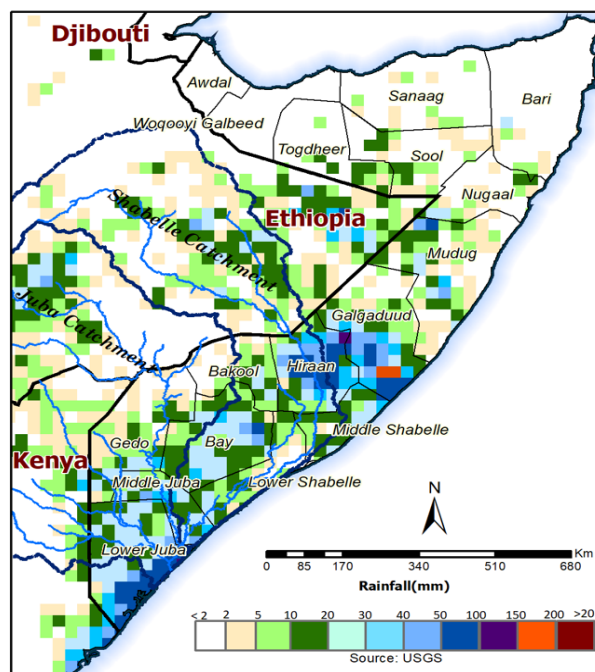 Djibouti
Awdal
Sanaag
Bari
Woqooyi Galbeed
Togdheer
Sool
Nugaal
Shabelle Catchment
Ethiopia
Mudug
Juba Catchment
Galgaduud
Bakool
Hiraan
Kenya
Gedo
Bay
Middle Shabelle
Middle Juba
Lower Shabelle
Lower Juba
N
Km
0 85 170 340 510 680
Rainfall(mm)
< 2 2 5 10 20 30 40 50 100 150 200 >20
Source: USGS